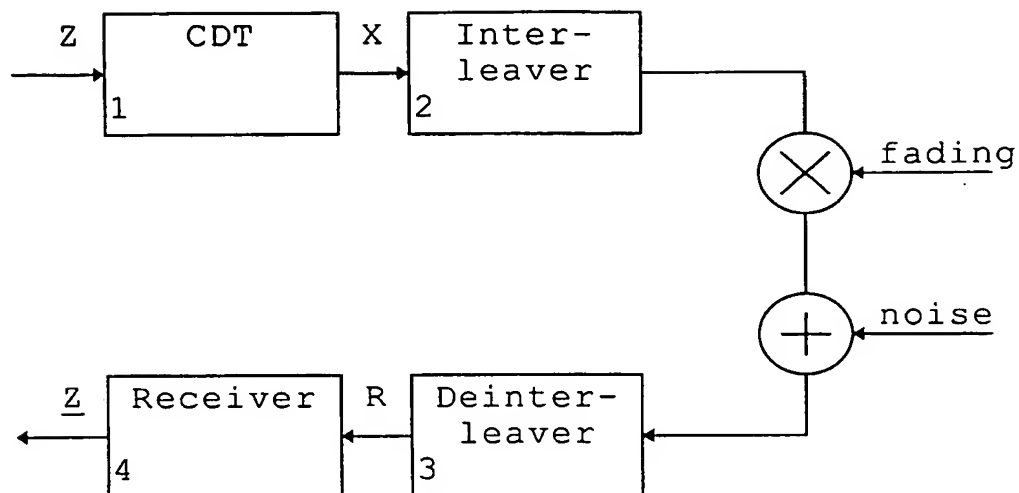 Z
CDT
1
X
Inter-
leaver
2
fading
noise
Z
Receiver
4
R
Deinter-
leaver
3